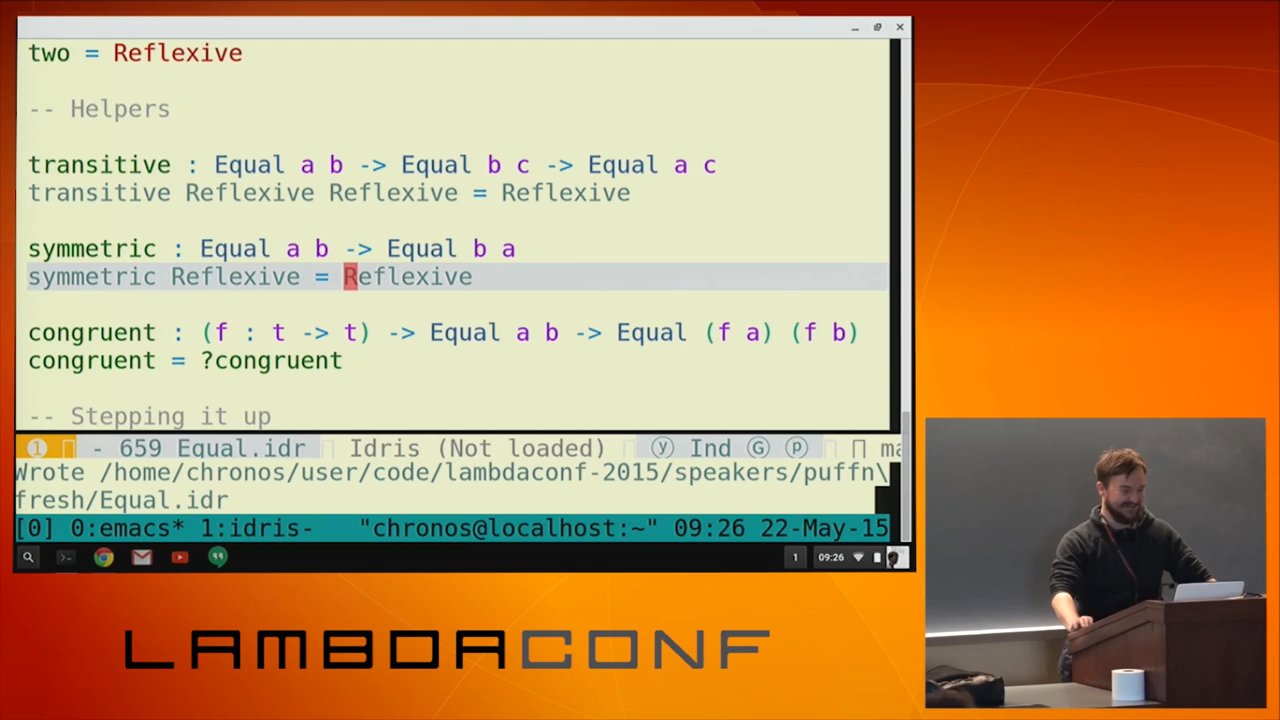 two = Reflexive
-- Helpers
transitive : Equal a b -> Equal b c -> Equal a c
transitive Reflexive Reflexive = Reflexive
symmetric : Equal a b -> Equal b a
symmetric Reflexive = Reflexive
congruent : (f : t -> t) -> Equal a b -> Equal (f a) (f b)
congruent = ?congruent
-- Stepping it up
1 - 659 Equal.idr Idris (Not loaded) ⓨ Ind Ⓖ ⓟ ma
Wrote /home/chronos/user/code/lambdaconf-2015/speakers/puffn\
fresh/Equal.idr
[0] 0:emacs* 1:idris- "chronos@localhost:~" 09:26 22-May-15
1 09:26
LAMBDACONF